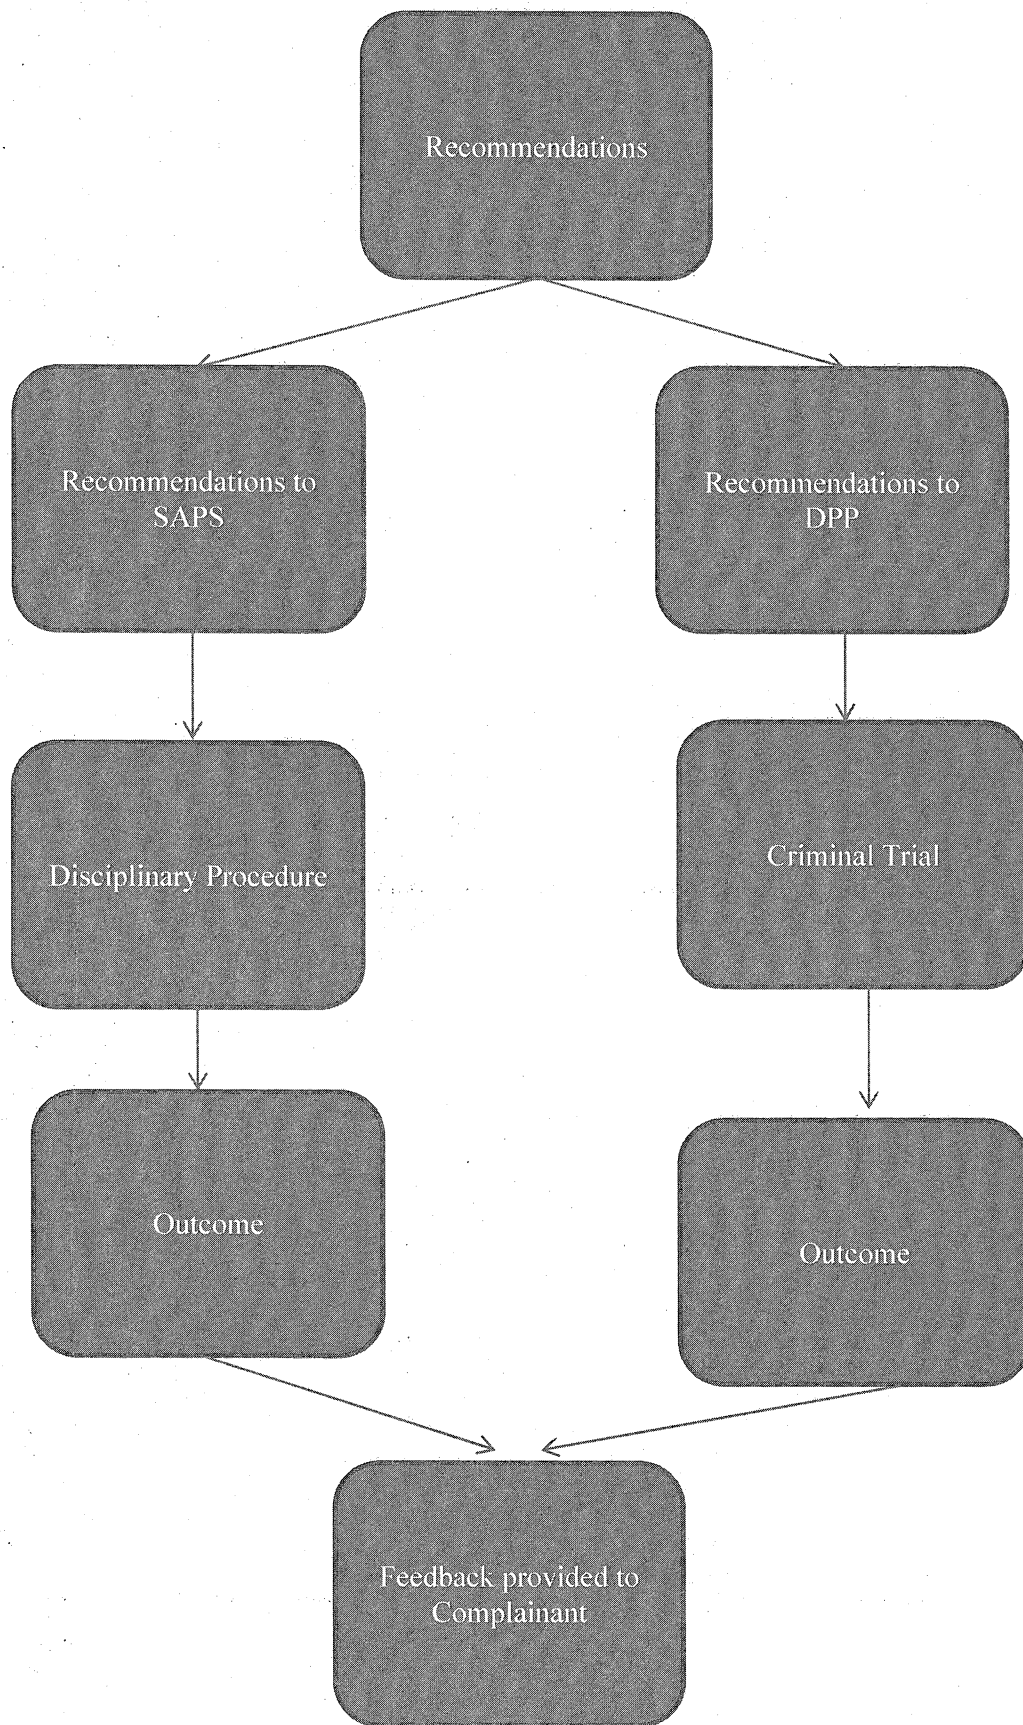 Recommendations
Recommendations to
SAPS
Recommendations to
DPP
Disciplinary Procedure
Criminal Trial
Outcome
Outcome
Feedback provided to
Complainant